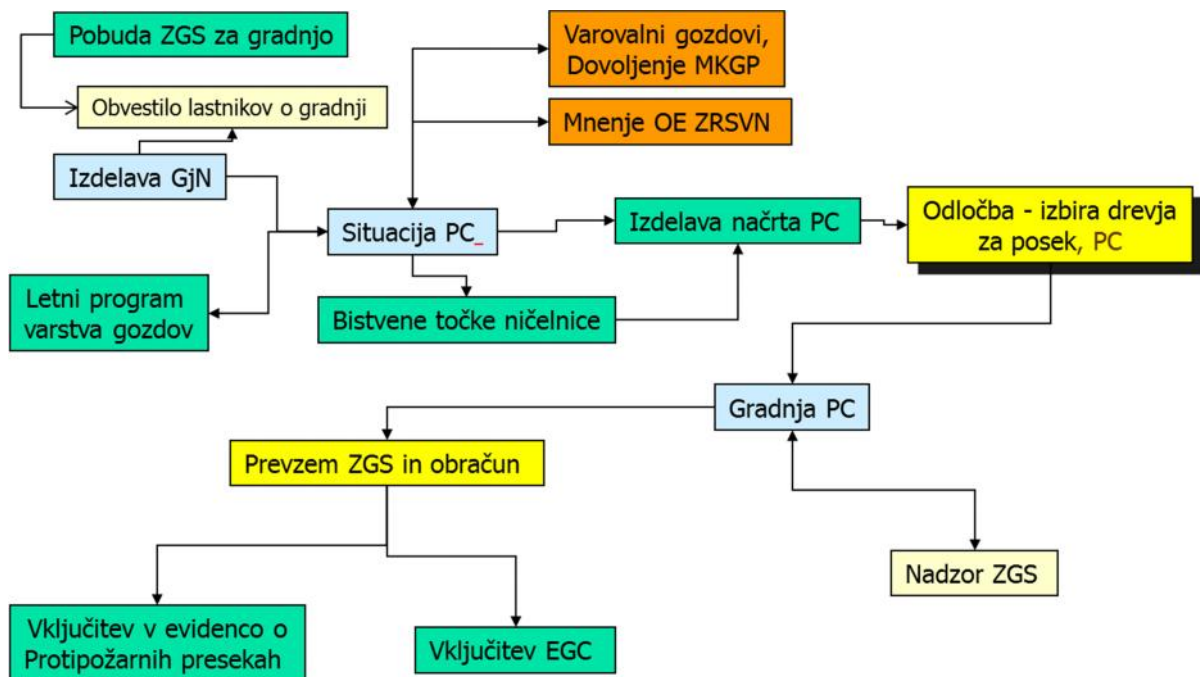 Pobuda ZGS za gradnjo
Obvestilo lastnikov o gradnji
Izdelava GjN
Varovalni gozdovi,
Dovoljenje MKGP
Mnenje OE ZRSVN
Situacija PC_
Izdelava načrta PC
Odločba - izbira drevja
za posek, PC
Letni program
varstva gozdov
Bistvene točke ničelnice
Gradnja PC
Prevzem ZGS in obračun
Nadzor ZGS
Vključitev v evidenco o
Protipožarnih presekah
Vključitev EGC